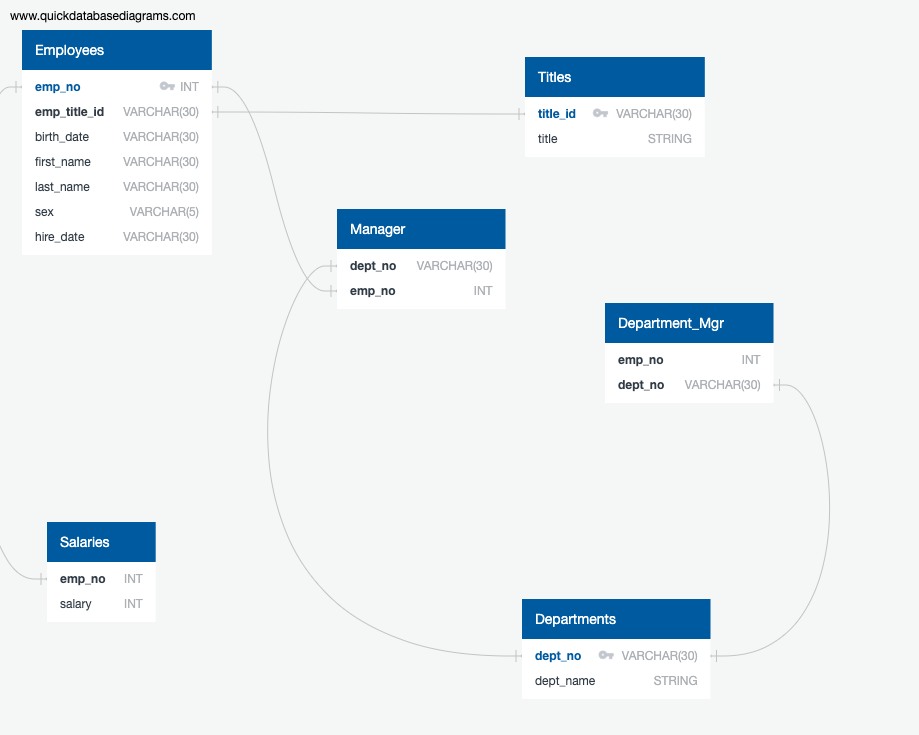 www.quickdatabasediagrams.com
Employees
emp_no INT
emp_title_id VARCHAR(30)
birth_date VARCHAR(30)
first_name VARCHAR(30)
last_name VARCHAR(30)
sex VARCHAR(5)
hire_date VARCHAR(30)
Titles
title_id VARCHAR(30)
title STRING
Manager
dept_no VARCHAR(30)
emp_no INT
Department_Mgr
emp_no INT
dept_no VARCHAR(30)
Salaries
emp_no INT
salary INT
Departments
dept_no VARCHAR(30)
dept_name STRING